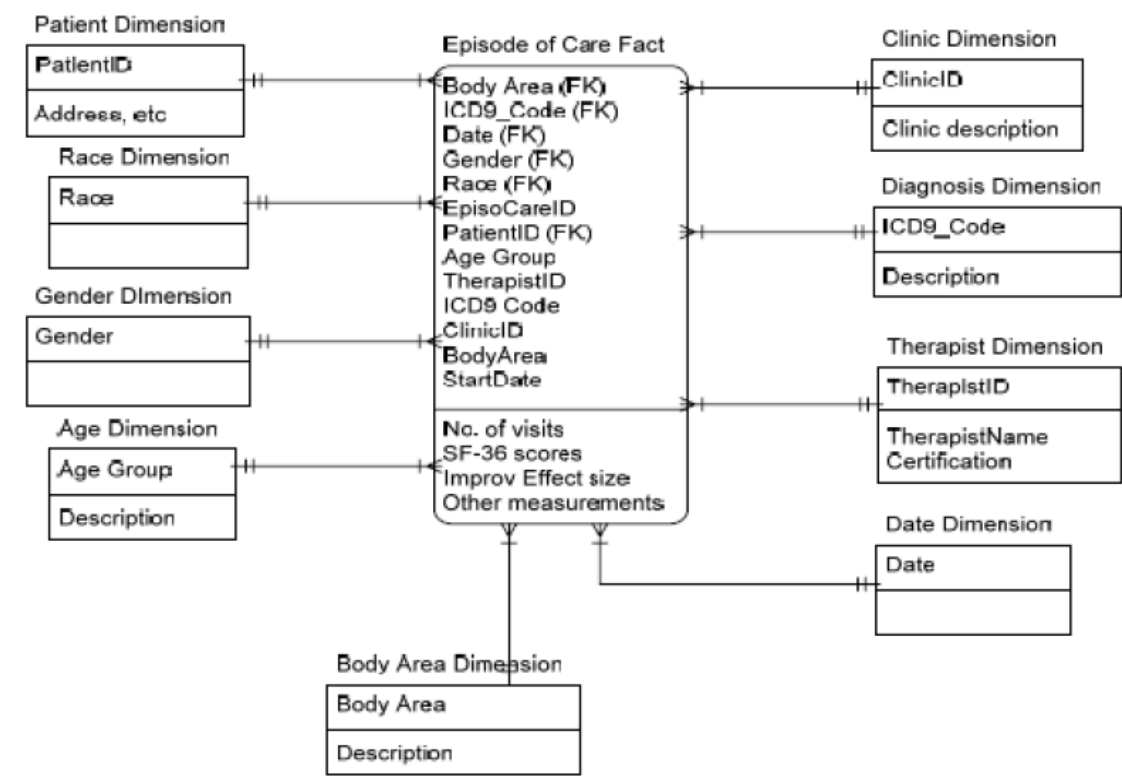 Patient Dimension
PatientID
Address, etc
Race Dimension
Race
Gender DImension
Gender
Age Dimension
Age Group
Description
Episode of Care Fact
Body Area (FK)
ICD9_Code (FK)
Date (FK)
Gender (FK)
Race (FK)
EpisoCareID
PatientID (FK)
Age Group
TherapistID
ICD9 Code
ClinicID
BodyArea
StartDate
No. of visits
SF-36 scores
Improv Effect size
Other measurements
Clinic Dimension
ClinicID
Clinic description
Diagnosis Dimension
ICD9_Code
Description
Therapist Dimension
TherapistID
TherapistName
Certification
Date Dimension
Date
Body Area Dimension
Body Area
Description